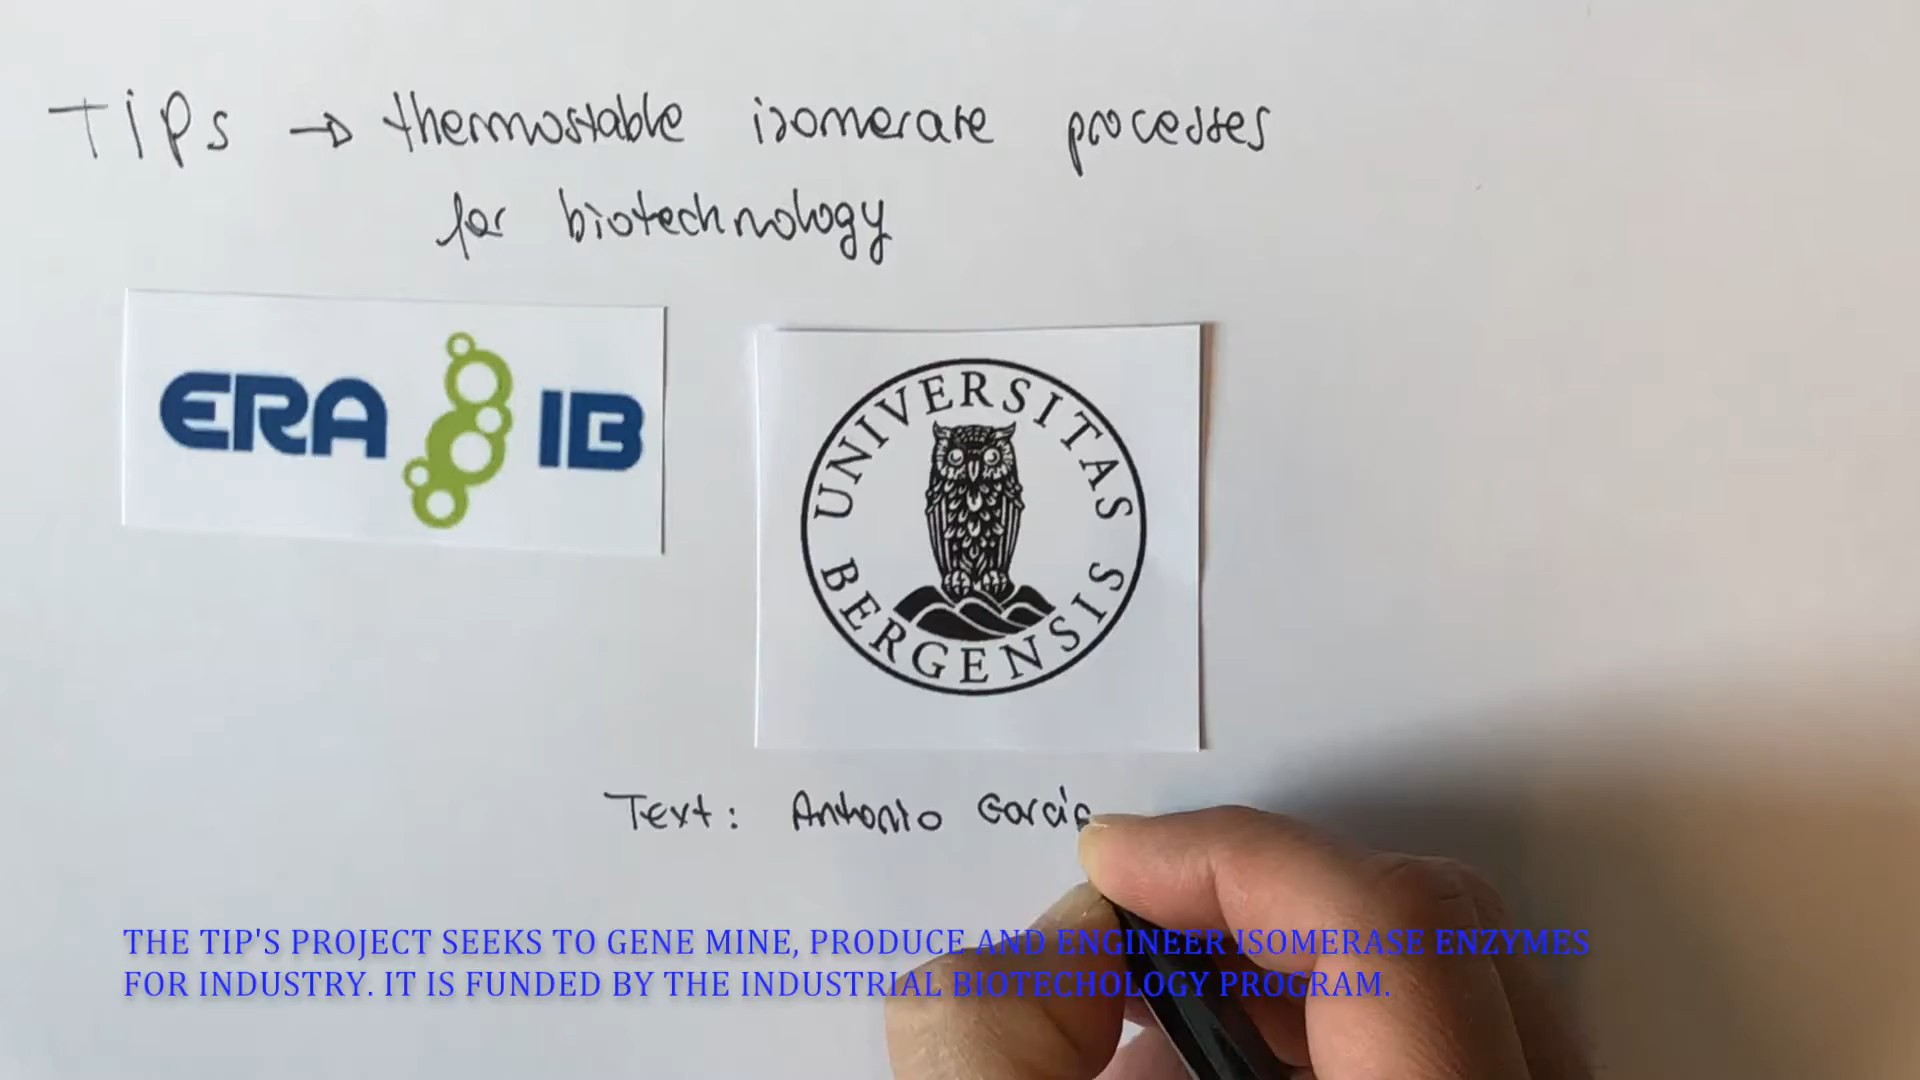 TIPs → thermostable isomerase processes
for biotechnology
ERA IB
UNIVERSITAS
BERGENSIS
Text: Antonio Garcia
THE TIP'S PROJECT SEEKS TO GENE MINE, PRODUCE AND ENGINEER ISOMERASE ENZYMES
FOR INDUSTRY. IT IS FUNDED BY THE INDUSTRIAL BIOTECHOLOGY PROGRAM.